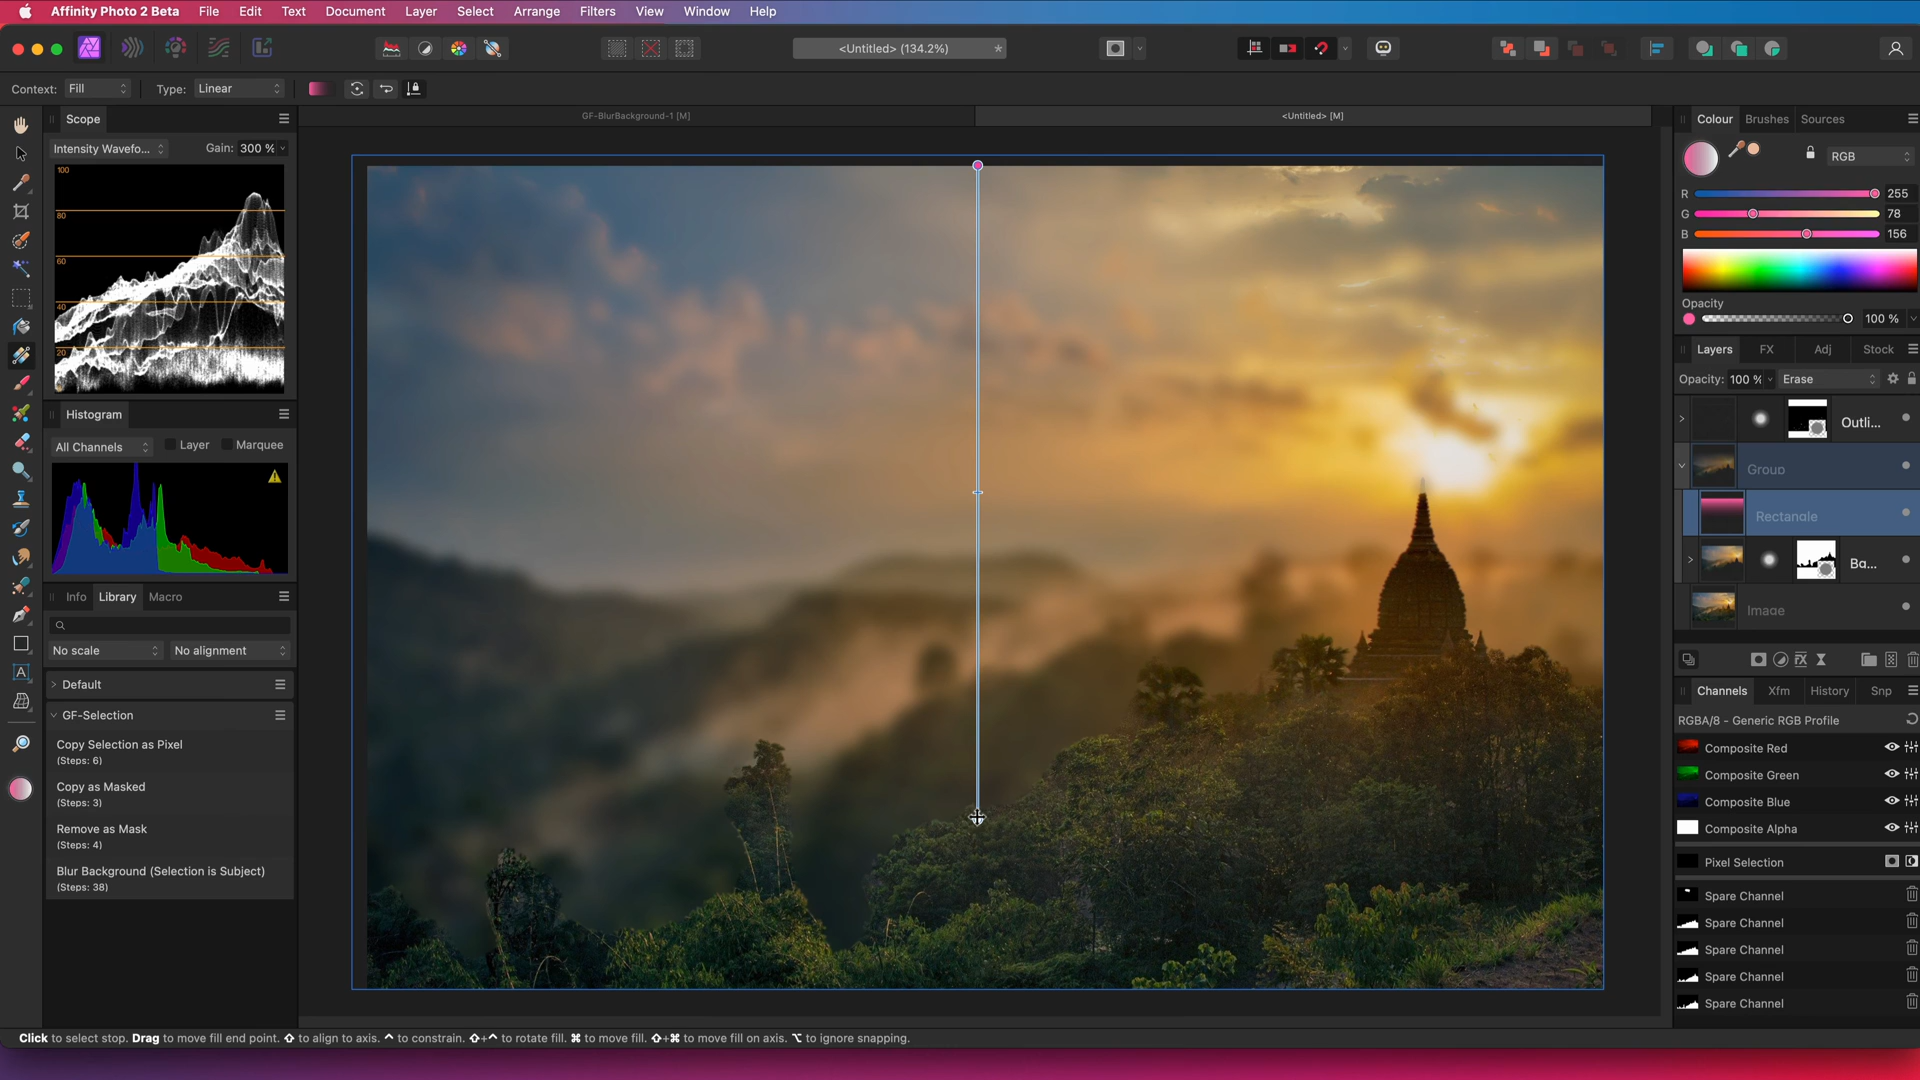 Affinity Photo 2 Beta File Edit Text Document Layer Select Arrange Filters View Window Help
<Untitled> (134.2%) *
Context: Fill Type: Linear
GF-BlurBackground-1 [M] <Untitled> [M]
Scope
Intensity Wavefo... Gain: 300 %
100
80
60
40
20
Histogram
All Channels Layer Marquee
Info Library Macro
No scale No alignment
Default
GF-Selection
Copy Selection as Pixel
(Steps: 6)
Copy as Masked
(Steps: 3)
Remove as Mask
(Steps: 4)
Blur Background (Selection is Subject)
(Steps: 38)
Colour Brushes Sources
RGB
R 255
G 78
B 156
Opacity
100 %
Layers FX Adj Stock
Opacity: 100 % Erase
Outli...
Group
Rectangle
Ba...
Image
Channels Xfm History Snp
RGBA/8 - Generic RGB Profile
Composite Red
Composite Green
Composite Blue
Composite Alpha
Pixel Selection
Spare Channel
Spare Channel
Spare Channel
Spare Channel
Spare Channel
Click to select stop. Drag to move fill end point. ⇧ to align to axis. ^ to constrain. ⇧+^ to rotate fill. ⌘ to move fill. ⇧+⌘ to move fill on axis. ⌥ to ignore snapping.